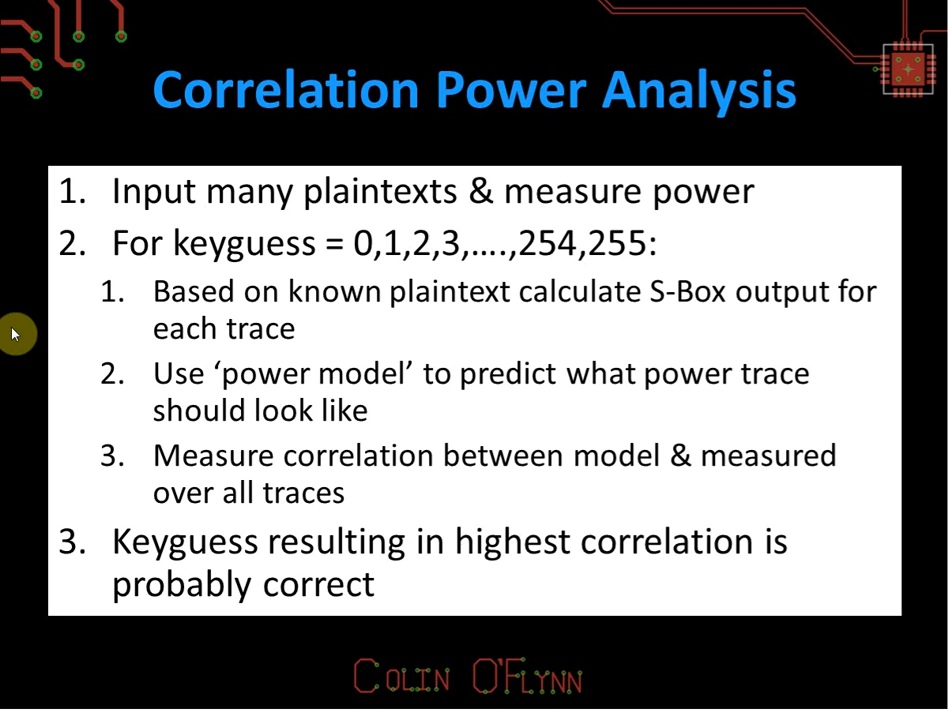 Correlation Power Analysis
1. Input many plaintexts & measure power
2. For keyguess = 0,1,2,3,….,254,255:
1. Based on known plaintext calculate S-Box output for
each trace
2. Use ‘power model’ to predict what power trace
should look like
3. Measure correlation between model & measured
over all traces
3. Keyguess resulting in highest correlation is
probably correct
Colin O'Flynn